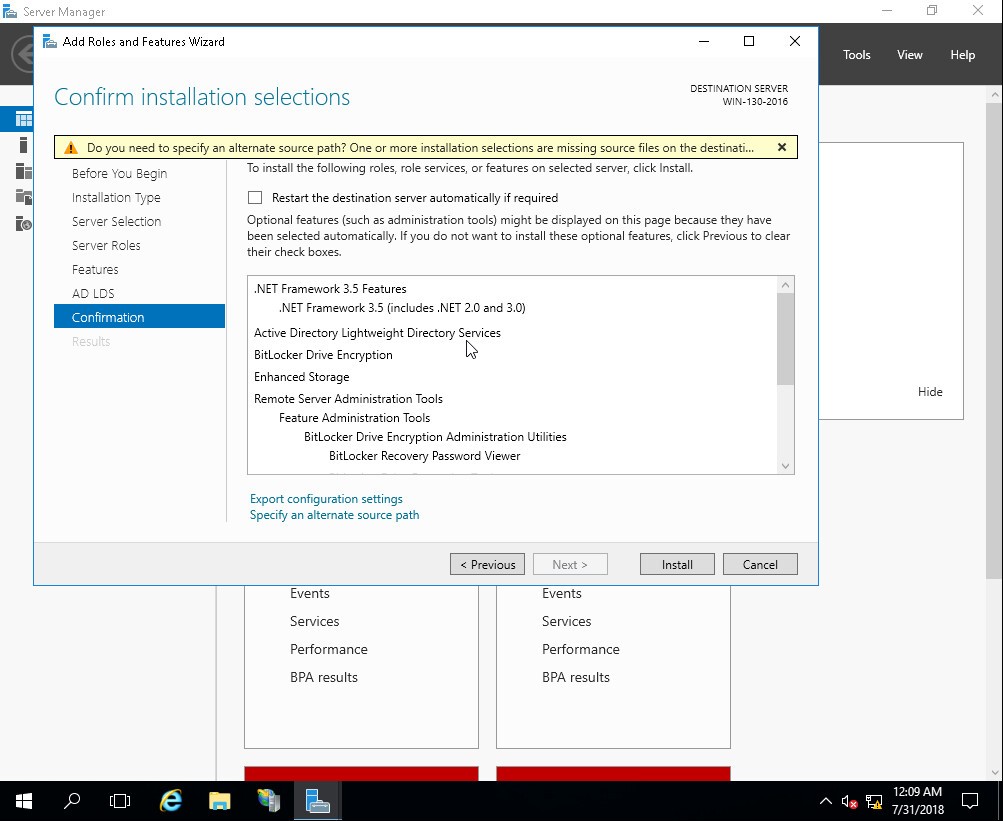 Server Manager
Add Roles and Features Wizard
Tools View Help
Confirm installation selections
DESTINATION SERVER
WIN-130-2016
Do you need to specify an alternate source path? One or more installation selections are missing source files on the destinati...
Before You Begin
Installation Type
Server Selection
Server Roles
Features
AD LDS
Confirmation
Results
To install the following roles, role services, or features on selected server, click Install.
Restart the destination server automatically if required
Optional features (such as administration tools) might be displayed on this page because they have
been selected automatically. If you do not want to install these optional features, click Previous to clear
their check boxes.
.NET Framework 3.5 Features
.NET Framework 3.5 (includes .NET 2.0 and 3.0)
Active Directory Lightweight Directory Services
BitLocker Drive Encryption
Enhanced Storage
Remote Server Administration Tools
Feature Administration Tools
BitLocker Drive Encryption Administration Utilities
BitLocker Recovery Password Viewer
Export configuration settings
Specify an alternate source path
< Previous Next > Install Cancel
Hide
Events
Services
Performance
BPA results
Events
Services
Performance
BPA results
12:09 AM
7/31/2018